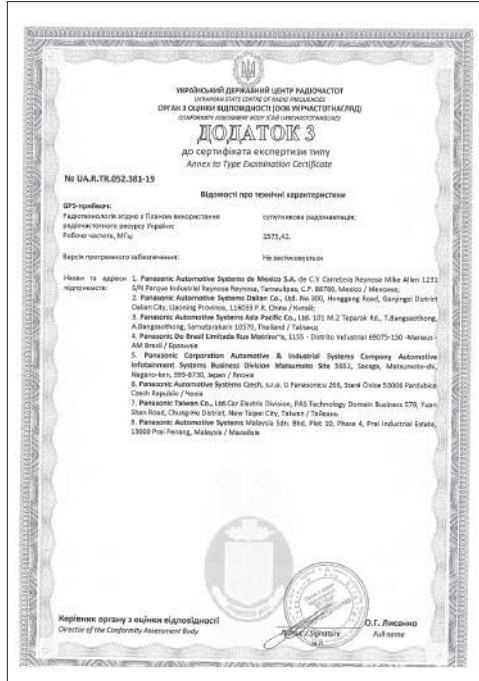 УКРАЇНСЬКИЙ ДЕРЖАВНИЙ ЦЕНТР РАДІОЧАСТОТ
UKRAINIAN STATE CENTRE OF RADIO FREQUENCIES
ОРГАН З ОЦІНКИ ВІДПОВІДНОСТІ (ООВ УКРЧАСТОТНАГЛЯД)
CONFORMITY ASSESSMENT BODY (CAB UKRCHASTOTNAGLIAD)
ДОДАТОК 3
до сертифіката експертизи типу
Annex to Type Examination Certificate
№ UA.R.TR.052.381-19
Відомості про технічні характеристики
GPS-приймач:
Радіотехнологія згідно з Планом використання радіочастотного ресурсу України: супутникова радіонавігація;
Робоча частота, МГц: 1575,42.
Версія програмного забезпечення: Не застосовується
Назви та адреси підприємств: 1. Panasonic Automotive Systems de Mexico S.A. de C.V Carretera Reynosa Mike Allen 1231
S/N Parque Industrial Reynosa Reynosa, Tamaulipas, C.P. 88780, Mexico / Мексика;
2. Panasonic Automotive Systems Dalian Co., Ltd. No.300, Honggang Road, Ganjingzi District
Dalian City, Liaoning Province, 116033 P.R. China / Китай;
3. Panasonic Automotive Systems Asia Pacific Co., Ltd. 101 M.2 Teparak Rd., T.Bangsaothong,
A.Bangsaothong, Samutprakarn 10570, Thailand / Таїланд
4. Panasonic Do Brasil Limitada Rua 1155 - Distrito Industrial 69075-150 -Manaus -
AM Brasil / Бразилія
5. Panasonic Corporation Automotive & Industrial Systems Company Automotive
Infotainment Systems Business Division Matsumoto Site 5652, Sasaga, Matsumoto-shi,
Nagano-ken, 399-8730, Japan / Японія
6. Panasonic Automotive Systems Czech, s.r.o. U Panasonicu 266, Staré Čívice 53006 Pardubice
Czech Republic / Чехія
7. Panasonic Taiwan Co., Ltd.Car Electric Division, PAS Technology Domain Business 579, Yuan
Shan Road, Chung-Ho District, New Taipei City, Taiwan / Тайвань
8. Panasonic Automotive Systems Malaysia Sdn. Bhd. Plot 10, Phase 4, Prai Industrial Estate,
13600 Prai Penang, Malaysia / Малайзія
Керівник органу з оцінки відповідності
Director of the Conformity Assessment Body
Підпис / Signature
М.П.
О.Г. Лисенко
Full name